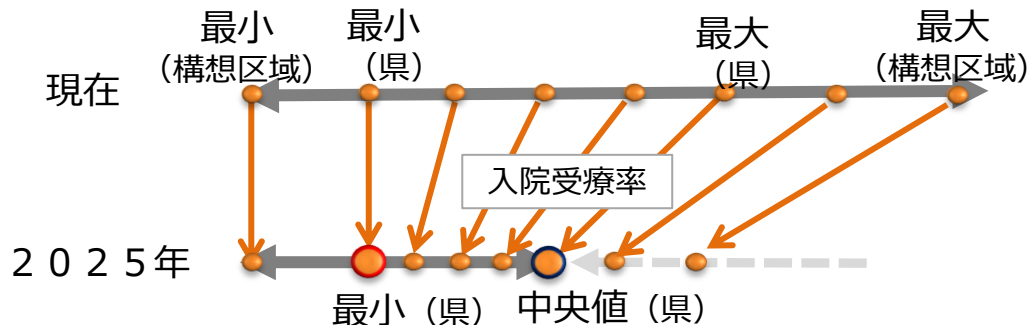 最小
(構想区域)
最小
(県)
最大
(県)
最大
(構想区域)
現在
入院受療率
２０２５年
最小(県)
中央値(県)